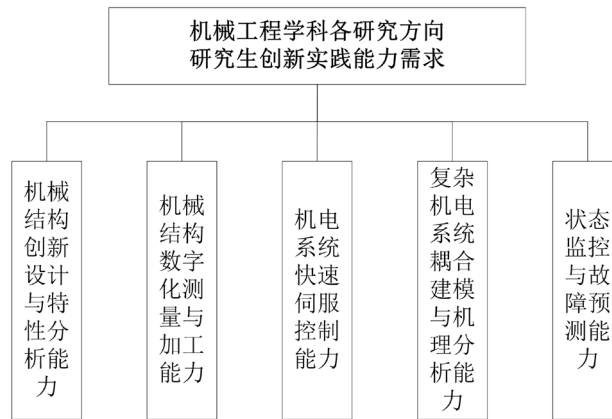 机械工程学科各研究方向
研究生创新实践能力需求
机械
结构
创新
设计
与特
性分
析能
力
机械
结构
数字
化测
量与
加工
能力
机电
系统
快速
伺服
控制
能力
复杂
机电
系统
耦合
建模
与机
理分
析能
力
状态
监控
与故
障预
测能
力